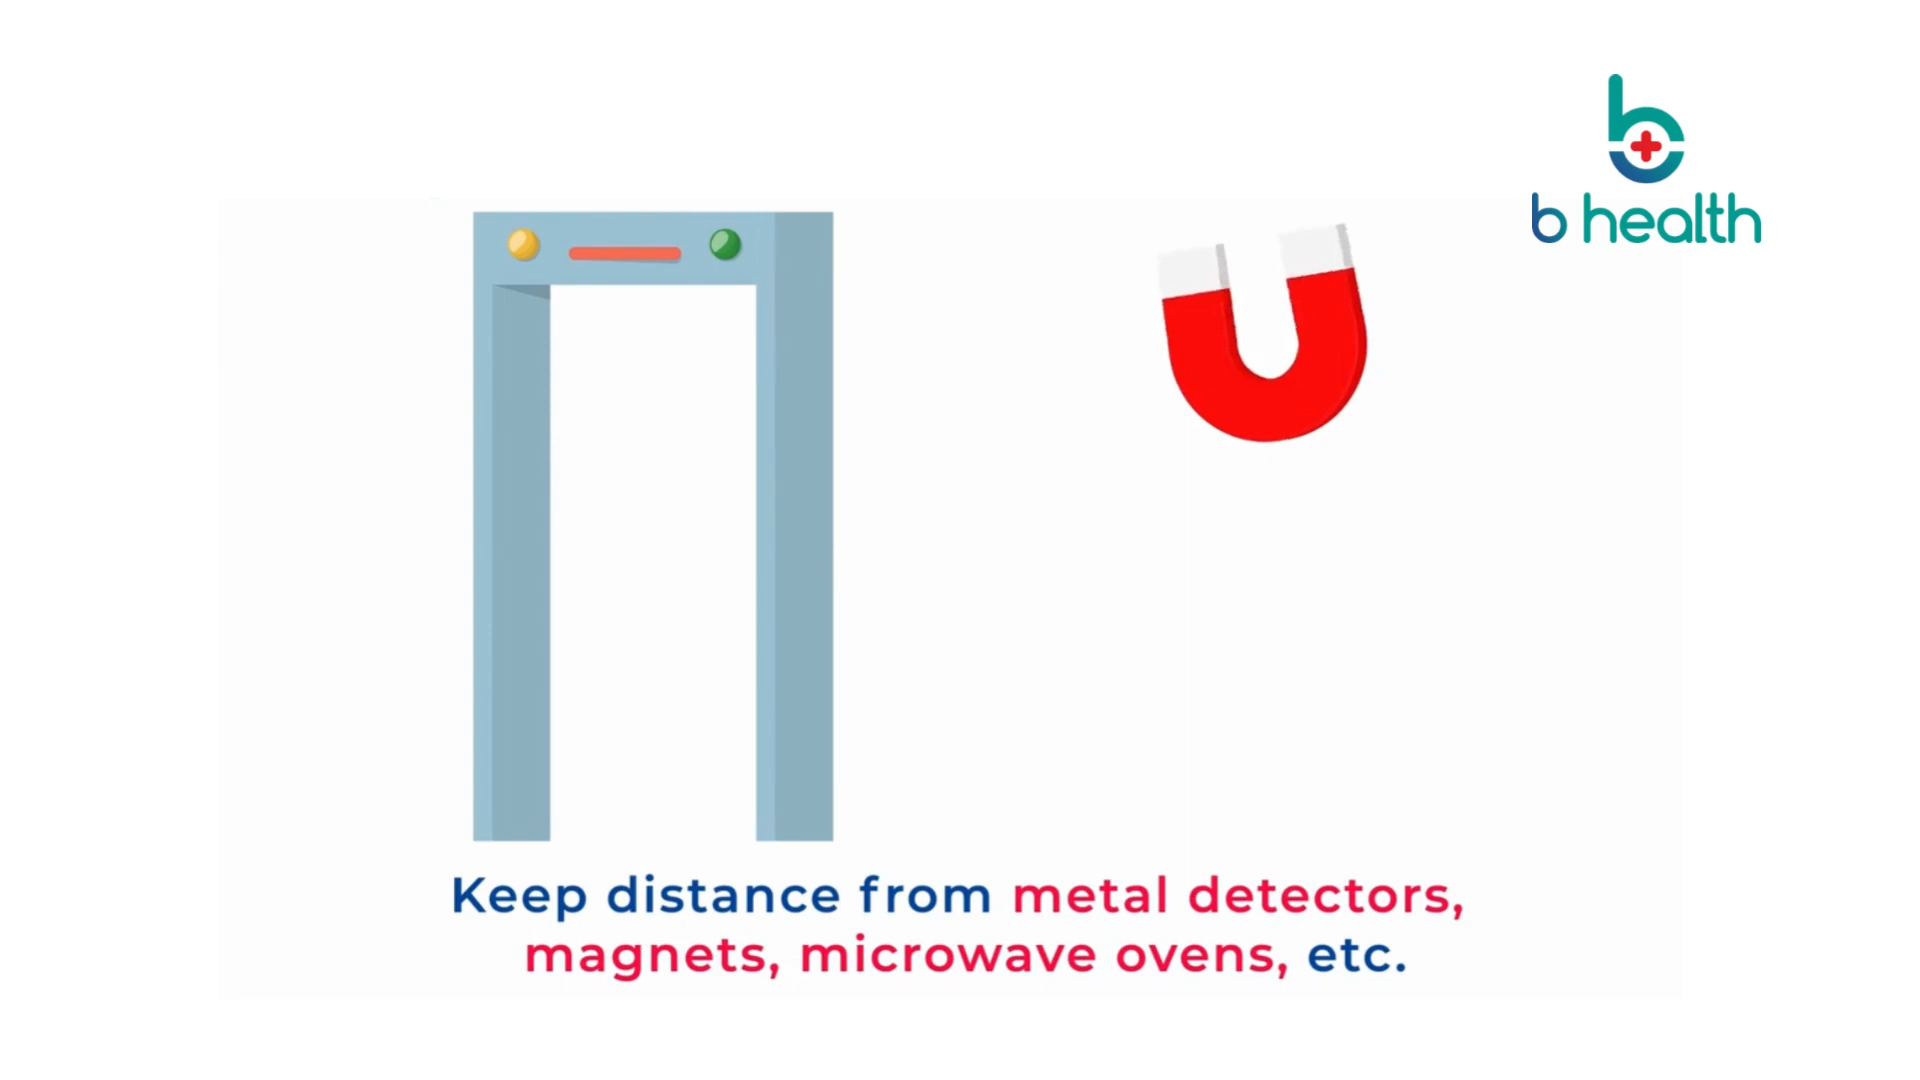 b health
Keep distance from metal detectors,
magnets, microwave ovens, etc.